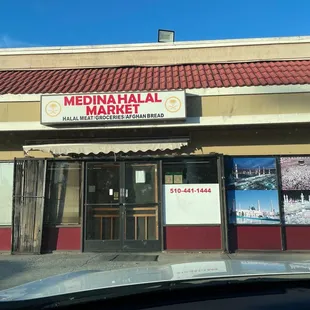 MEDINA HALAL
MARKET
HALAL MEAT·GROCERIES·AFGHAN BREAD
510-441-1444